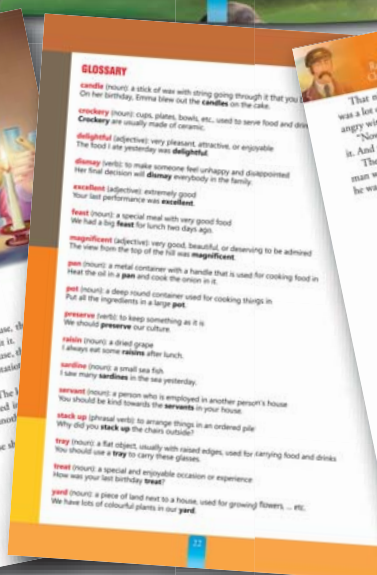 GLOSSARY
candle (noun): a stick of wax with string going through it that you
On her birthday, Emma blew out the candles on the cake.
crockery (noun): cups, plates, bowls, etc., used to serve food and drin
Crockery are usually made of ceramic.
delightful (adjective): very pleasant, attractive, or enjoyable
The food I ate yesterday was delightful.
dismay (verb): to make someone feel unhappy and disappointed
Her final decision will dismay everybody in the family.
excellent (adjective): extremely good
Your last performance was excellent.
feast (noun): a special meal with very good food
We had a big feast for lunch two days ago.
magnificent (adjective): very good, beautiful, or deserving to be admired
The view from the top of the hill was magnificent.
pan (noun): a metal container with a handle that is used for cooking food in
Heat the oil in a pan and cook the onion in it.
pot (noun): a deep round container used for cooking things in
Put all the ingredients in a large pot.
preserve (verb): to keep something as it is
We should preserve our culture.
raisin (noun): a dried grape
I always eat some raisins after lunch.
sardine (noun): a small sea fish
I saw many sardines in the sea yesterday.
servant (noun): a person who is employed in another person's house
You should be kind towards the servants in your house.
stack up (phrasal verb): to arrange things in an ordered pile
Why did you stack up the chairs outside?
tray (noun): a flat object, usually with raised edges, used for carrying food and drinks
You should use a tray to carry these glasses.
treat (noun): a special and enjoyable occasion or experience
How was your last birthday treat?
yard (noun): a piece of land next to a house, used for growing flowers, ... etc.
We have lots of colourful plants in our yard.
22
That m
was a lot
angry wi
"Now
it. And
The
man w
he wa